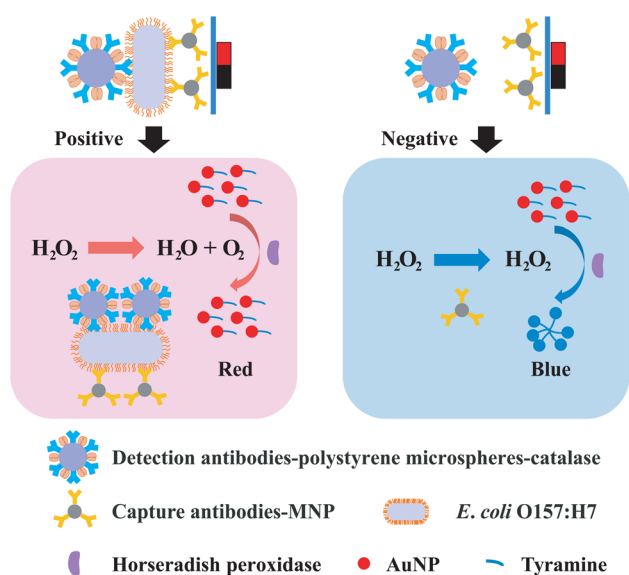 Positive
Negative
H₂O₂
H₂O + O₂
Red
H₂O₂
H₂O₂
Blue
Detection antibodies-polystyrene microspheres-catalase
Capture antibodies-MNP
E. coli O157:H7
Horseradish peroxidase
AuNP
Tyramine